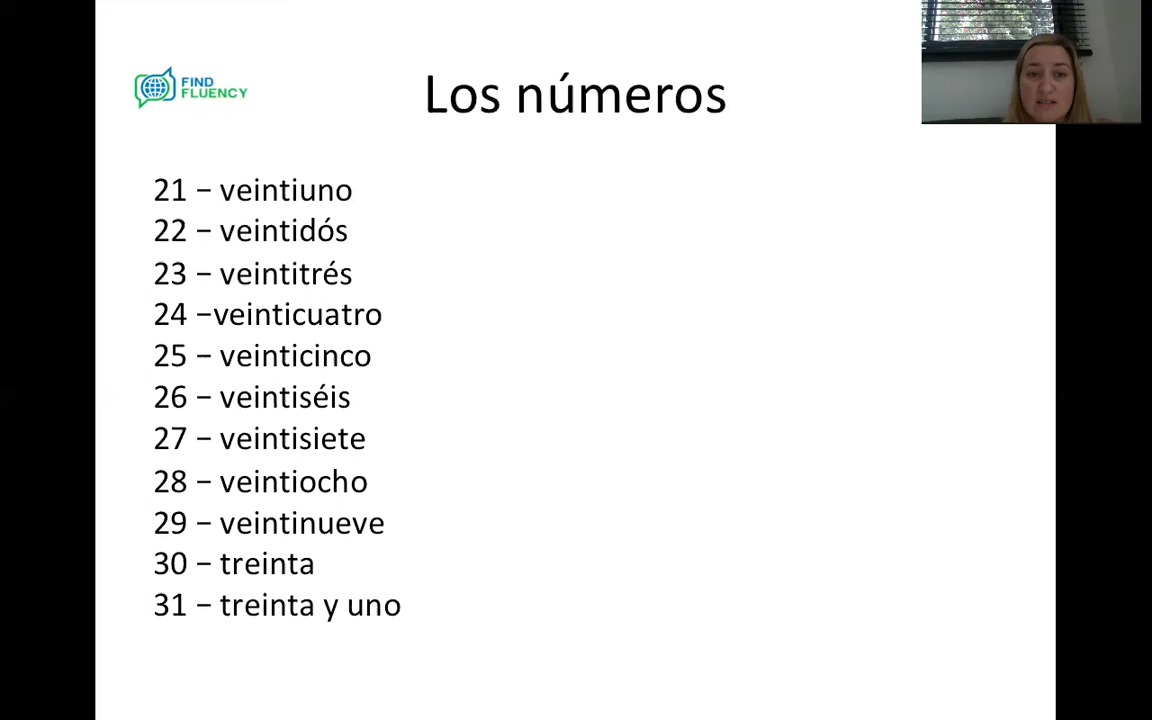 FIND
FLUENCY
Los números
21 – veintiuno
22 – veintidós
23 – veintitrés
24 –veinticuatro
25 – veinticinco
26 – veintiséis
27 – veintisiete
28 – veintiocho
29 – veintinueve
30 – treinta
31 – treinta y uno